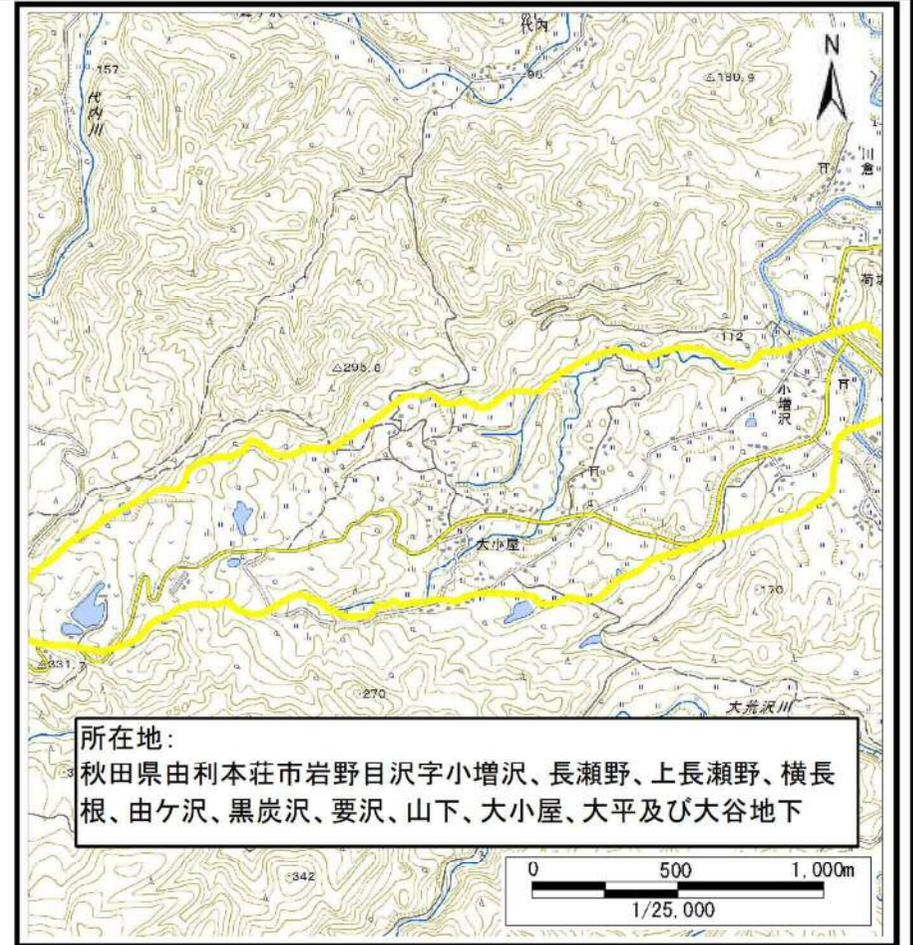 代内
96
△180.9
N
・157
代内川
川倉
・112
△295.8
小増沢
大小屋
・170
△331.7
・270
大荒沢川
所在地：
秋田県由利本荘市岩野目沢字小増沢、長瀬野、上長瀬野、横長
根、由ケ沢、黒炭沢、要沢、山下、大小屋、大平及び大谷地下
・342
0 500 1,000m
1/25,000